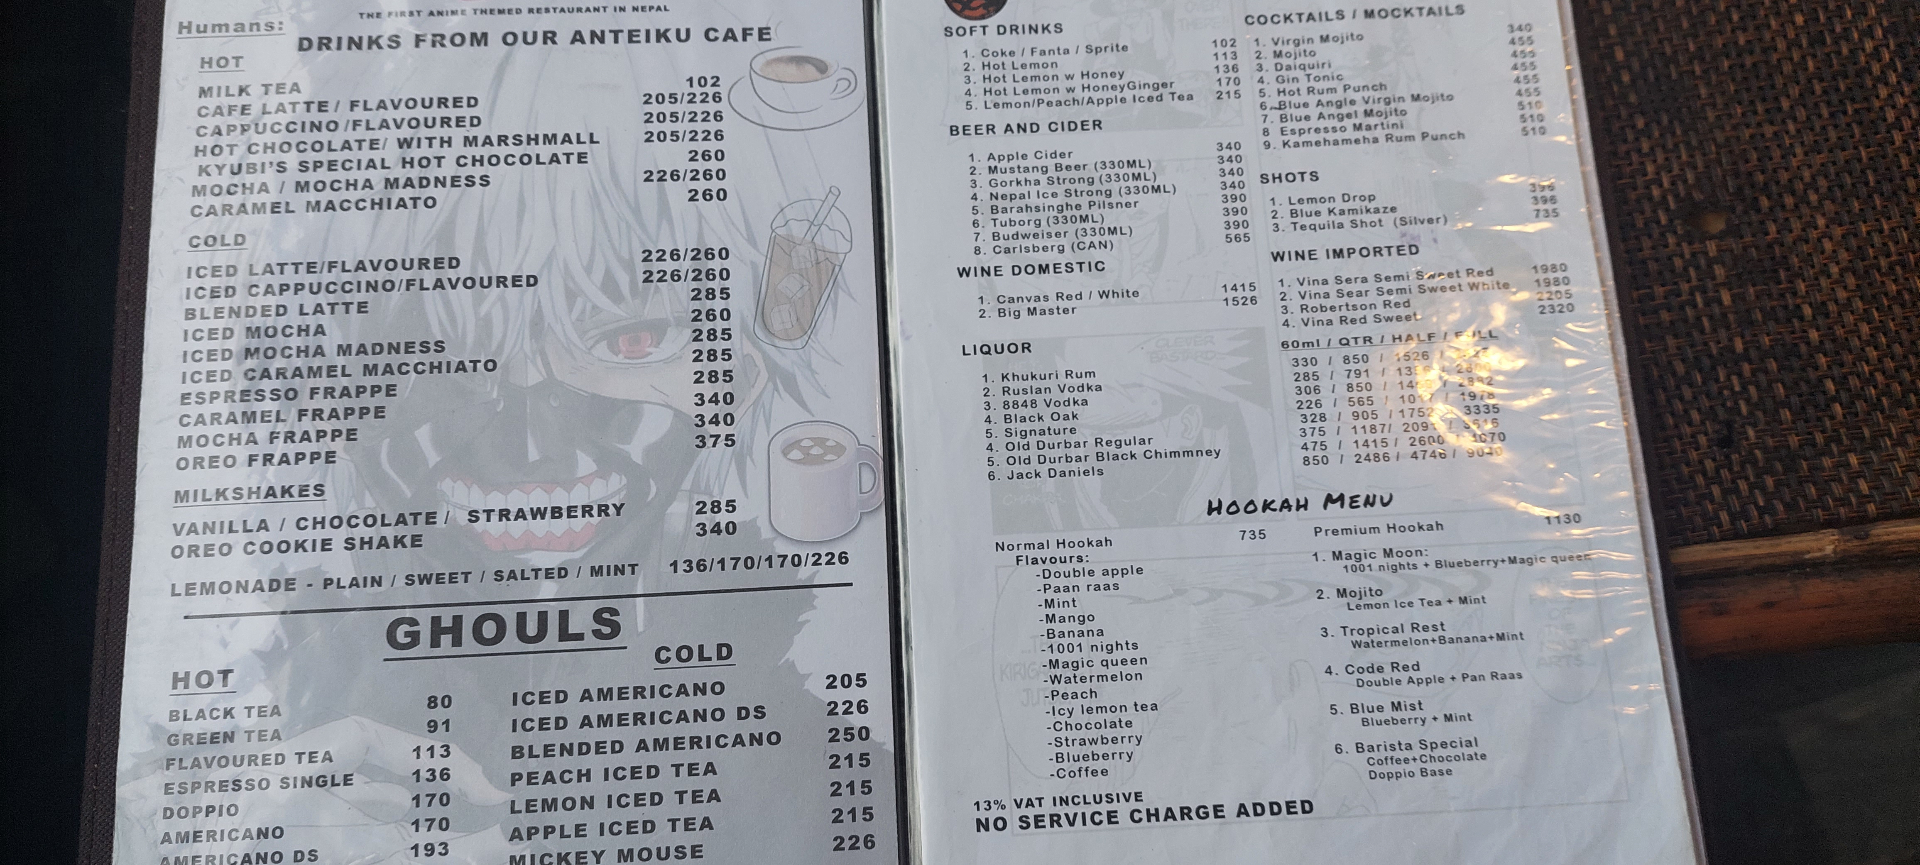 THE FIRST ANIME THEMED RESTAURANT IN NEPAL
Humans:
DRINKS FROM OUR ANTEIKU CAFE
HOT
MILK TEA 102
CAFE LATTE/ FLAVOURED 205/226
CAPPUCCINO /FLAVOURED 205/226
HOT CHOCOLATE/ WITH MARSHMALL 205/226
KYUBI'S SPECIAL HOT CHOCOLATE 260
MOCHA / MOCHA MADNESS 226/260
CARAMEL MACCHIATO 260
COLD
ICED LATTE/FLAVOURED 226/260
ICED CAPPUCCINO/FLAVOURED 226/260
BLENDED LATTE 285
ICED MOCHA 260
ICED MOCHA MADNESS 285
ICED CARAMEL MACCHIATO 285
ESPRESSO FRAPPE 285
CARAMEL FRAPPE 340
MOCHA FRAPPE 340
OREO FRAPPE 375
MILKSHAKES
VANILLA / CHOCOLATE / STRAWBERRY 285
OREO COOKIE SHAKE 340
LEMONADE - PLAIN / SWEET / SALTED / MINT 136/170/170/226
GHOULS
HOT
BLACK TEA 80
GREEN TEA 91
FLAVOURED TEA 113
ESPRESSO SINGLE 136
DOPPIO 170
AMERICANO 170
AMERICANO DS 193
COLD
ICED AMERICANO 205
ICED AMERICANO DS 226
BLENDED AMERICANO 250
PEACH ICED TEA 215
LEMON ICED TEA 215
APPLE ICED TEA 215
MICKEY MOUSE 226
SOFT DRINKS
1. Coke / Fanta / Sprite 102
2. Hot Lemon 113
3. Hot Lemon w Honey 136
4. Hot Lemon w HoneyGinger 170
5. Lemon/Peach/Apple Iced Tea 215
BEER AND CIDER
1. Apple Cider 340
2. Mustang Beer (330ML) 340
3. Gorkha Strong (330ML) 340
4. Nepal Ice Strong (330ML) 340
5. Barahsinghe Pilsner 390
6. Tuborg (330ML) 390
7. Budweiser (330ML) 390
8. Carlsberg (CAN) 565
WINE DOMESTIC
1. Canvas Red / White 1415
2. Big Master 1526
COCKTAILS / MOCKTAILS
1. Virgin Mojito 340
2. Mojito 455
3. Daiquiri 455
4. Gin Tonic 455
5. Hot Rum Punch 455
6. Blue Angle Virgin Mojito 455
7. Blue Angel Mojito 510
8 Espresso Martini 510
9. Kamehameha Rum Punch 510
SHOTS
1. Lemon Drop 396
2. Blue Kamikaze 396
3. Tequila Shot (Silver) 735
WINE IMPORTED
1. Vina Sera Semi Sweet Red 1980
2. Vina Sear Semi Sweet White 1980
3. Robertson Red 2205
4. Vina Red Sweet 2320
LIQUOR 60ml / QTR / HALF / FULL
1. Khukuri Rum 330 / 850 / 1526 /
2. Ruslan Vodka 285 / 791 /
3. 8848 Vodka 306 / 850 /
4. Black Oak 226 / 565 /
5. Signature 328 / 905 / 1752 / 3335
4. Old Durbar Regular 375 / 1187/
5. Old Durbar Black Chimmney 475 / 1415/ 2600 /
6. Jack Daniels 850 / 2486 / 4746 /
HOOKAH MENU
Normal Hookah 735
Flavours:
-Double apple
-Paan raas
-Mint
-Mango
-Banana
-1001 nights
-Magic queen
-Watermelon
-Peach
-Icy lemon tea
-Chocolate
-Strawberry
-Blueberry
-Coffee
Premium Hookah 1130
1. Magic Moon:
1001 nights + Blueberry+Magic queen
2. Mojito
Lemon Ice Tea + Mint
3. Tropical Rest
Watermelon+Banana+Mint
4. Code Red
Double Apple + Pan Raas
5. Blue Mist
Blueberry + Mint
6. Barista Special
Coffee+Chocolate
Doppio Base
13% VAT INCLUSIVE
NO SERVICE CHARGE ADDED